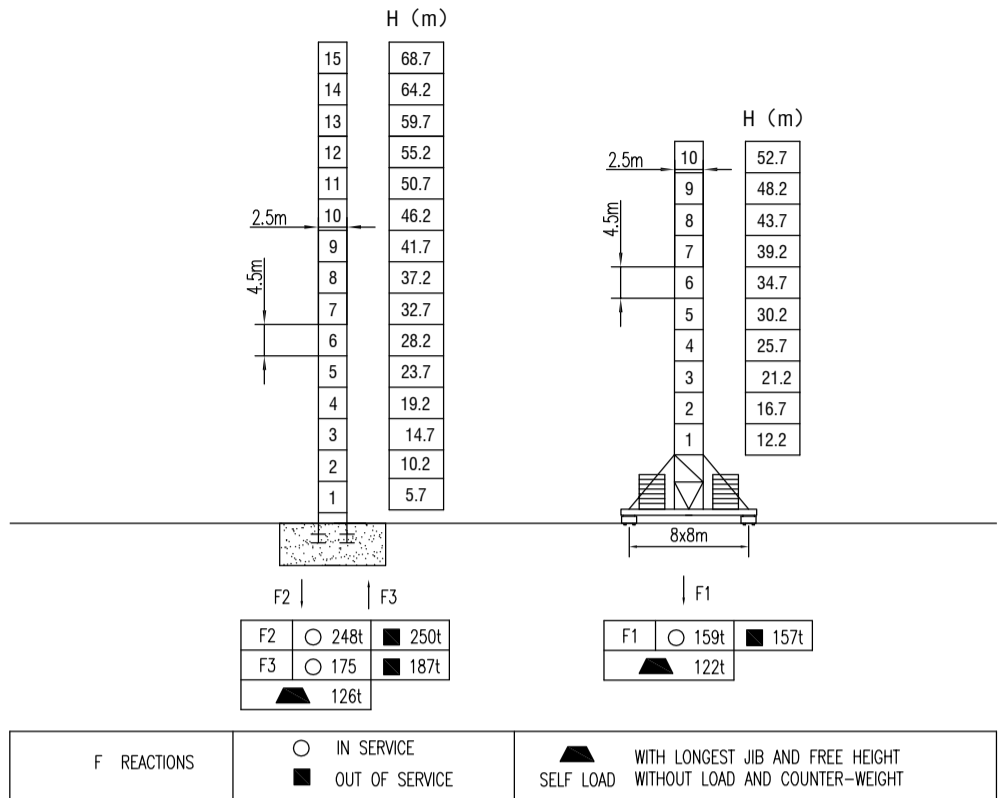 H (m)
15 68.7
14 64.2
13 59.7
12 55.2
11 50.7
10 46.2
9 41.7
8 37.2
7 32.7
6 28.2
5 23.7
4 19.2
3 14.7
2 10.2
1 5.7
2.5m
4.5m
H (m)
10 52.7
9 48.2
8 43.7
7 39.2
6 34.7
5 30.2
4 25.7
3 21.2
2 16.7
1 12.2
2.5m
4.5m
8x8m
F2 F3
F2 248t 250t
F3 175 187t
126t
F1
F1 159t 157t
122t
F REACTIONS
IN SERVICE
OUT OF SERVICE
SELF LOAD
WITH LONGEST JIB AND FREE HEIGHT
WITHOUT LOAD AND COUNTER-WEIGHT